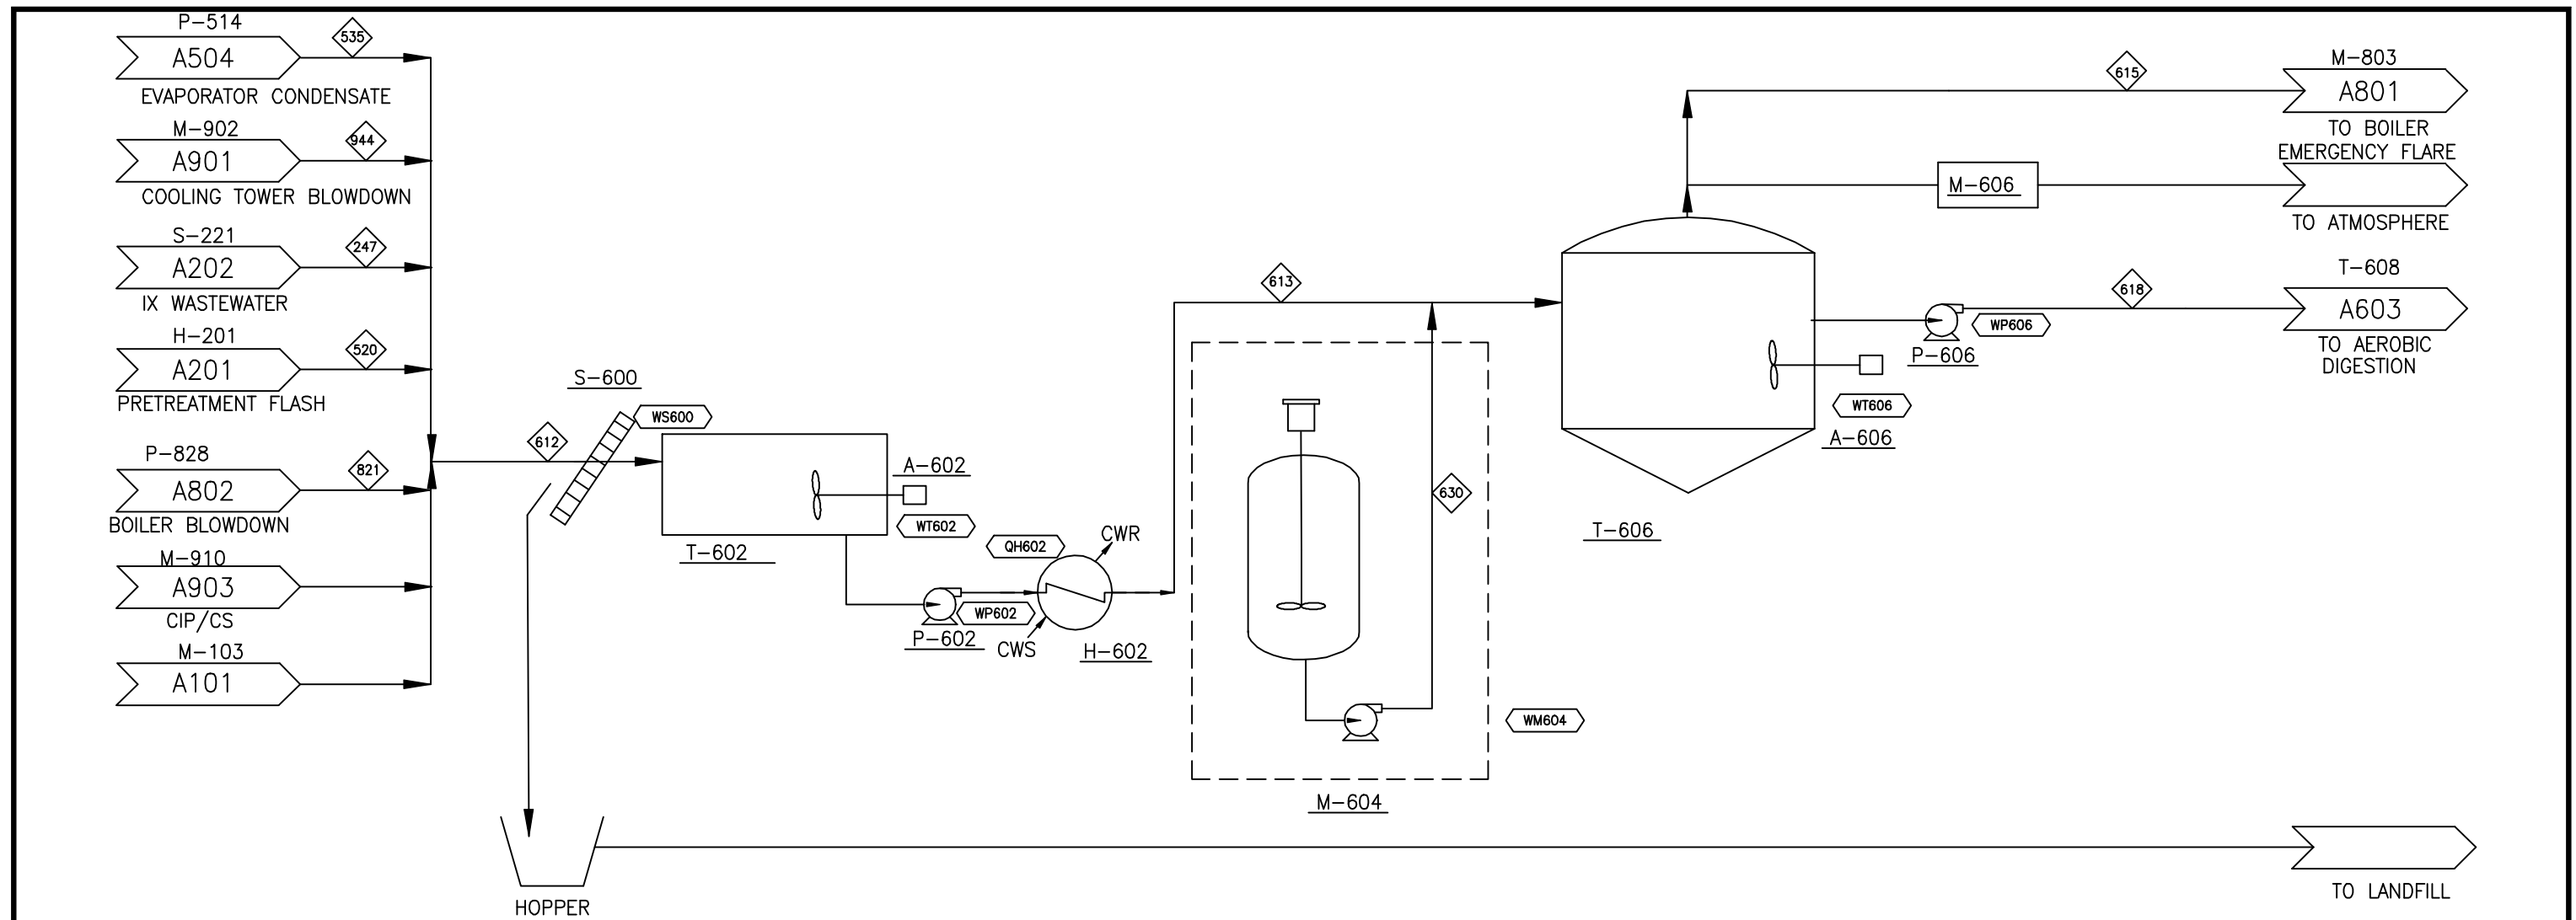 P-514
A504
535
EVAPORATOR CONDENSATE
M-902
A901
944
COOLING TOWER BLOWDOWN
S-221
A202
247
IX WASTEWATER
H-201
A201
520
PRETREATMENT FLASH
P-828
A802
821
BOILER BLOWDOWN
M-910
A903
CIP/CS
M-103
A101
612
S-600
WS600
HOPPER
T-602
A-602
WT602
P-602
WP602
QH602
CWR
CWS
H-602
613
630
M-604
WM604
T-606
A-606
WT606
P-606
WP606
615
M-803
A801
TO BOILER
EMERGENCY FLARE
M-606
TO ATMOSPHERE
618
T-608
A603
TO AEROBIC
DIGESTION
TO LANDFILL